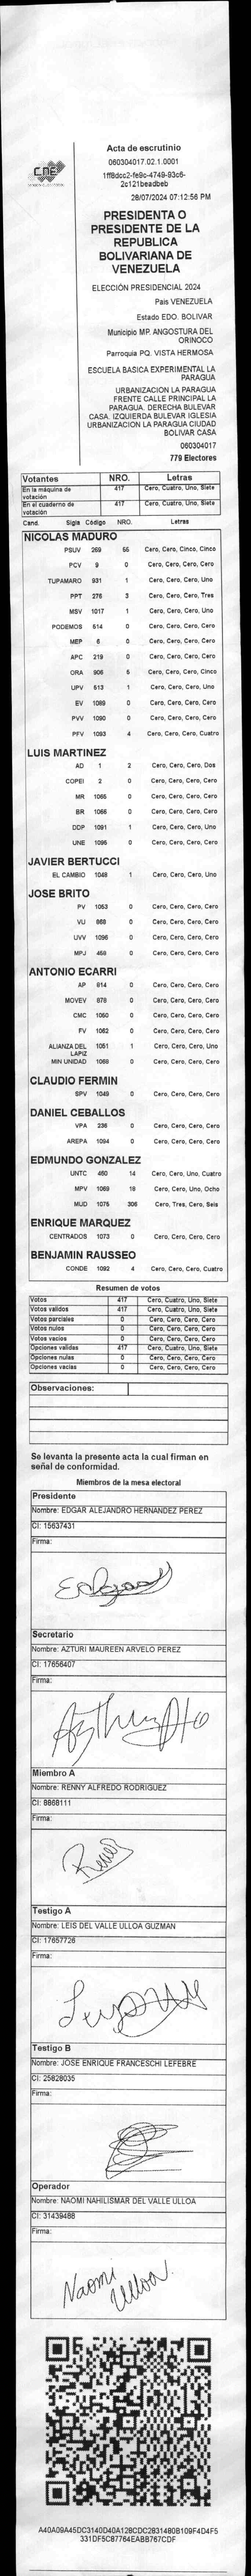 CNE
Acta de escrutinio
060304017.02.1.0001
1ff8dcc2-fe9c-4749-93c6-
2c121beadbeb
28/07/2024 07:12:56 PM
PRESIDENTA O
PRESIDENTE DE LA
REPUBLICA
BOLIVARIANA DE
VENEZUELA
ELECCIÓN PRESIDENCIAL 2024
Pais VENEZUELA
Estado EDO. BOLIVAR
Municipio MP. ANGOSTURA DEL
ORINOCO
Parroquia PQ. VISTA HERMOSA
ESCUELA BASICA EXPERIMENTAL LA
PARAGUA
URBANIZACION LA PARAGUA
FRENTE CALLE PRINCIPAL LA
PARAGUA. DERECHA BULEVAR
CASA. IZQUIERDA BULEVAR IGLESIA
URBANIZACION LA PARAGUA CIUDAD
BOLIVAR CASA
060304017
779 Electores
Votantes NRO. Letras
En la máquina de votación 417 Cero, Cuatro, Uno, Siete
En el cuaderno de votación 417 Cero, Cuatro, Uno, Siete
Cand. Sigla Código NRO. Letras
NICOLAS MADURO
PSUV 269 55 Cero, Cero, Cinco, Cinco
PCV 9 0 Cero, Cero, Cero, Cero
TUPAMARO 931 1 Cero, Cero, Cero, Uno
PPT 276 3 Cero, Cero, Cero, Tres
MSV 1017 1 Cero, Cero, Cero, Uno
PODEMOS 514 0 Cero, Cero, Cero, Cero
MEP 6 0 Cero, Cero, Cero, Cero
APC 219 0 Cero, Cero, Cero, Cero
ORA 906 5 Cero, Cero, Cero, Cinco
UPV 613 1 Cero, Cero, Cero, Uno
EV 1089 0 Cero, Cero, Cero, Cero
PVV 1090 0 Cero, Cero, Cero, Cero
PFV 1093 4 Cero, Cero, Cero, Cuatro
LUIS MARTINEZ
AD 1 2 Cero, Cero, Cero, Dos
COPEI 2 0 Cero, Cero, Cero, Cero
MR 1065 0 Cero, Cero, Cero, Cero
BR 1066 0 Cero, Cero, Cero, Cero
DDP 1091 1 Cero, Cero, Cero, Uno
UNE 1095 0 Cero, Cero, Cero, Cero
JAVIER BERTUCCI
EL CAMBIO 1048 1 Cero, Cero, Cero, Uno
JOSE BRITO
PV 1053 0 Cero, Cero, Cero, Cero
VU 868 0 Cero, Cero, Cero, Cero
UVV 1096 0 Cero, Cero, Cero, Cero
MPJ 458 0 Cero, Cero, Cero, Cero
ANTONIO ECARRI
AP 814 0 Cero, Cero, Cero, Cero
MOVEV 878 0 Cero, Cero, Cero, Cero
CMC 1050 0 Cero, Cero, Cero, Cero
FV 1062 0 Cero, Cero, Cero, Cero
ALIANZA DEL LAPIZ 1051 1 Cero, Cero, Cero, Uno
MIN UNIDAD 1068 0 Cero, Cero, Cero, Cero
CLAUDIO FERMIN
SPV 1049 0 Cero, Cero, Cero, Cero
DANIEL CEBALLOS
VPA 236 0 Cero, Cero, Cero, Cero
AREPA 1094 0 Cero, Cero, Cero, Cero
EDMUNDO GONZALEZ
UNTC 460 14 Cero, Cero, Uno, Cuatro
MPV 1069 18 Cero, Cero, Uno, Ocho
MUD 1075 306 Cero, Tres, Cero, Seis
ENRIQUE MARQUEZ
CENTRADOS 1073 0 Cero, Cero, Cero, Cero
BENJAMIN RAUSSEO
CONDE 1092 4 Cero, Cero, Cero, Cuatro
Resumen de votos
Votos 417 Cero, Cuatro, Uno, Siete
Votos validos 417 Cero, Cuatro, Uno, Siete
Votos parciales 0 Cero, Cero, Cero, Cero
Votos nulos 0 Cero, Cero, Cero, Cero
Votos vacios 0 Cero, Cero, Cero, Cero
Opciones validas 417 Cero, Cuatro, Uno, Siete
Opciones nulas 0 Cero, Cero, Cero, Cero
Opciones vacias 0 Cero, Cero, Cero, Cero
Observaciones:
Se levanta la presente acta la cual firman en
señal de conformidad.
Miembros de la mesa electoral
Presidente
Nombre: EDGAR ALEJANDRO HERNANDEZ PEREZ
CI: 15637431
Firma:
Secretario
Nombre: AZTURI MAUREEN ARVELO PEREZ
CI: 17656407
Firma:
Miembro A
Nombre: RENNY ALFREDO RODRIGUEZ
CI: 8868111
Firma:
Testigo A
Nombre: LEIS DEL VALLE ULLOA GUZMAN
CI: 17657726
Firma:
Testigo B
Nombre: JOSE ENRIQUE FRANCESCHI LEFEBRE
CI: 25828035
Firma:
Operador
Nombre: NAOMI NAHILISMAR DEL VALLE ULLOA
CI: 31439488
Firma:
Naomi Ulloa.
A40A09A45DC3140D40A128CDC2831480B109F4D4F5
331DF5C87764EABB767CDF